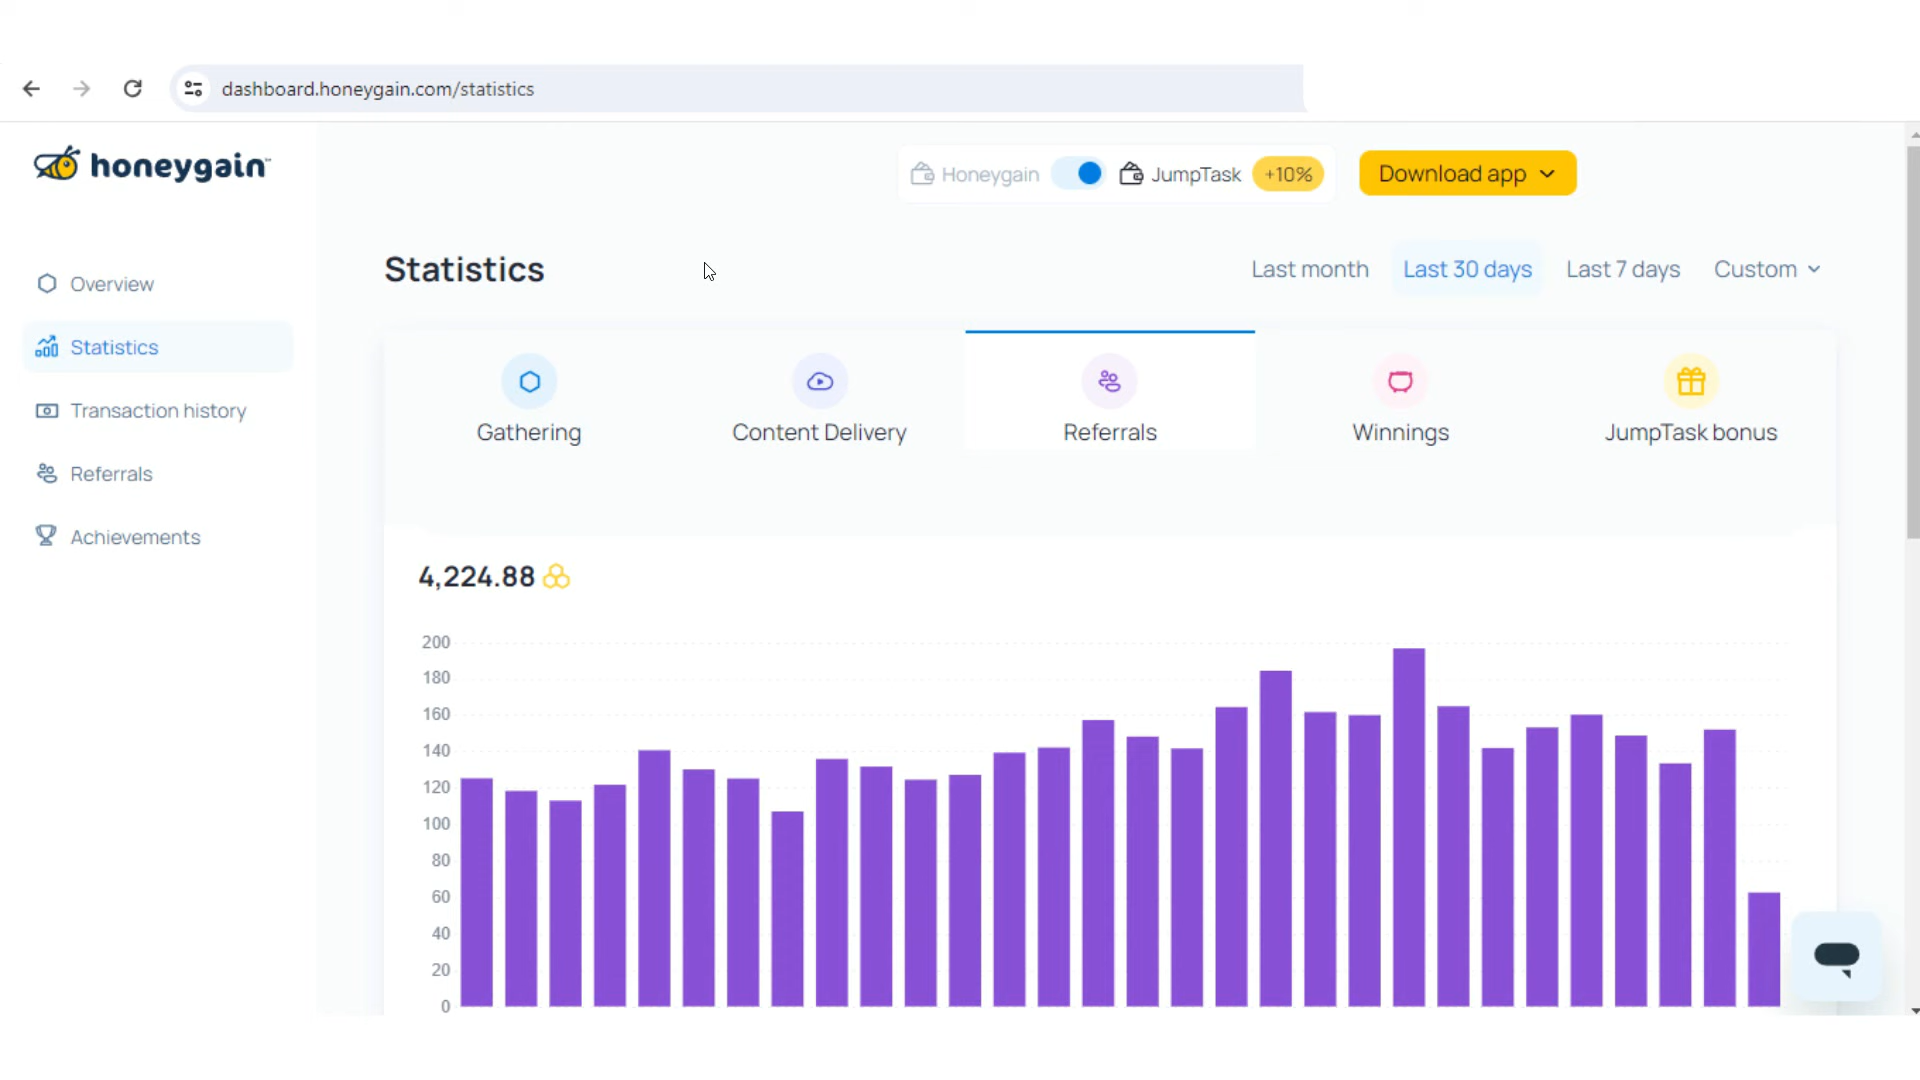 dashboard.honeygain.com/statistics
honeygain
Honeygain JumpTask +10% Download app
Statistics
Last month Last 30 days Last 7 days Custom
Overview
Statistics
Transaction history
Referrals
Achievements
Gathering Content Delivery Referrals Winnings JumpTask bonus
4,224.88
200
180
160
140
120
100
80
60
40
20
0